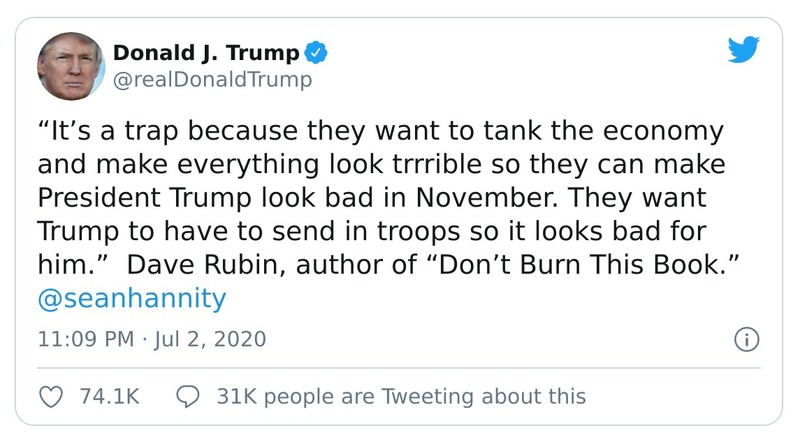 Donald J. Trump
@realDonaldTrump
“It’s a trap because they want to tank the economy
and make everything look trrrible so they can make
President Trump look bad in November. They want
Trump to have to send in troops so it looks bad for
him.”  Dave Rubin, author of “Don’t Burn This Book.”
@seanhannity
11:09 PM · Jul 2, 2020
74.1K 31K people are Tweeting about this